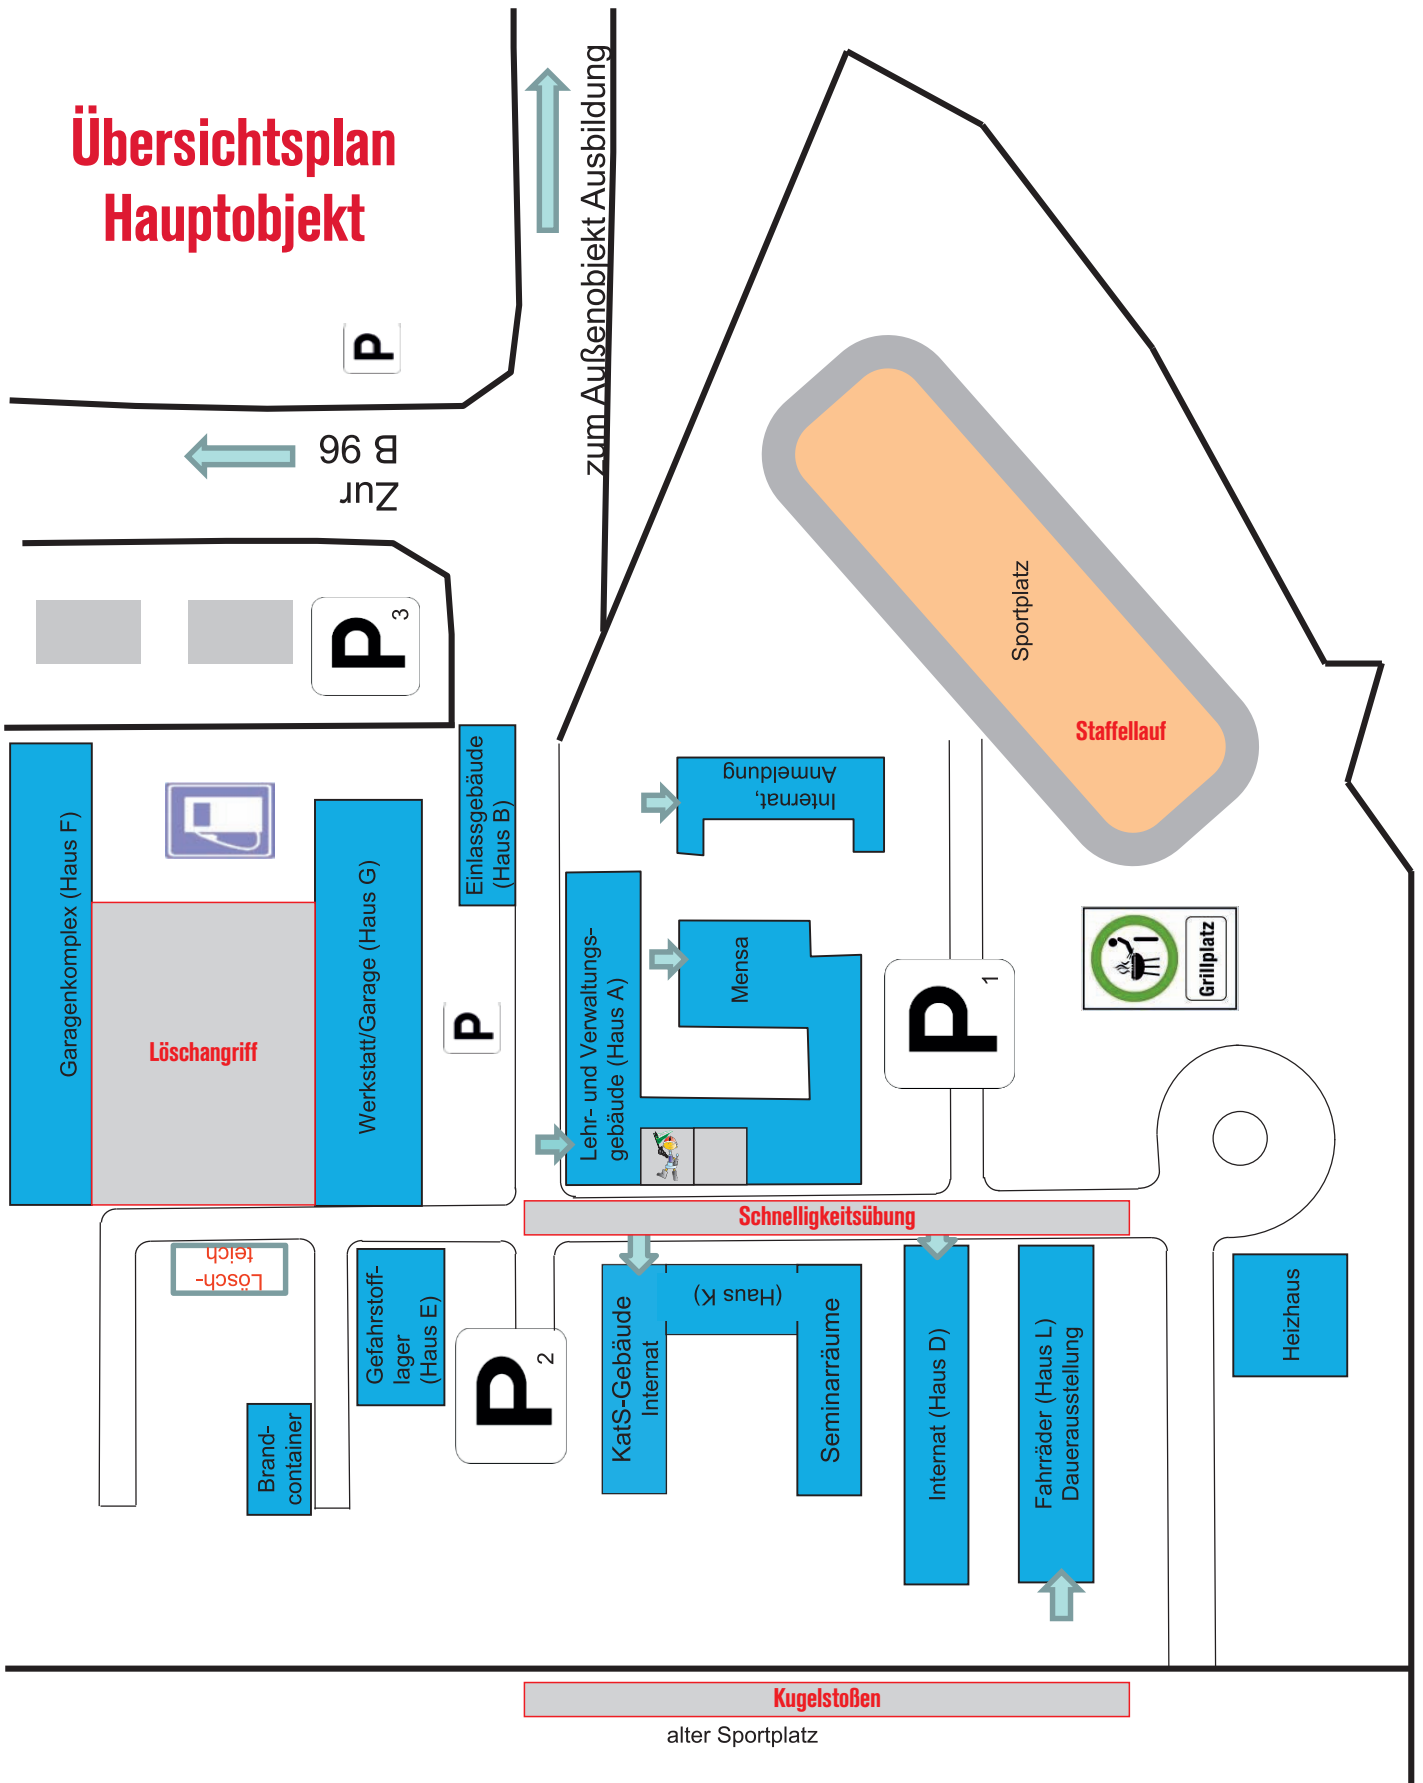 Übersichtsplan
Hauptobjekt
zum Außenobjekt Ausbildung
P
Zur
B 96
P
3
Garagenkomplex (Haus F)
Löschangriff
Werkstatt/Garage (Haus G)
Einlassgebäude
(Haus B)
P
Internat,
Anmeldung
Lehr- und Verwaltungs-
gebäude (Haus A)
Mensa
P
1
Sportplatz
Staffellauf
Grillplatz
Schnelligkeitsübung
Lösch-
teich
Gefahrstoff-
lager
(Haus E)
Brand-
container
P
2
KatS-Gebäude
Internat
(Haus K)
Seminarräume
Internat (Haus D)
Fahrräder (Haus L)
Dauerausstellung
Heizhaus
Kugelstoßen
alter Sportplatz